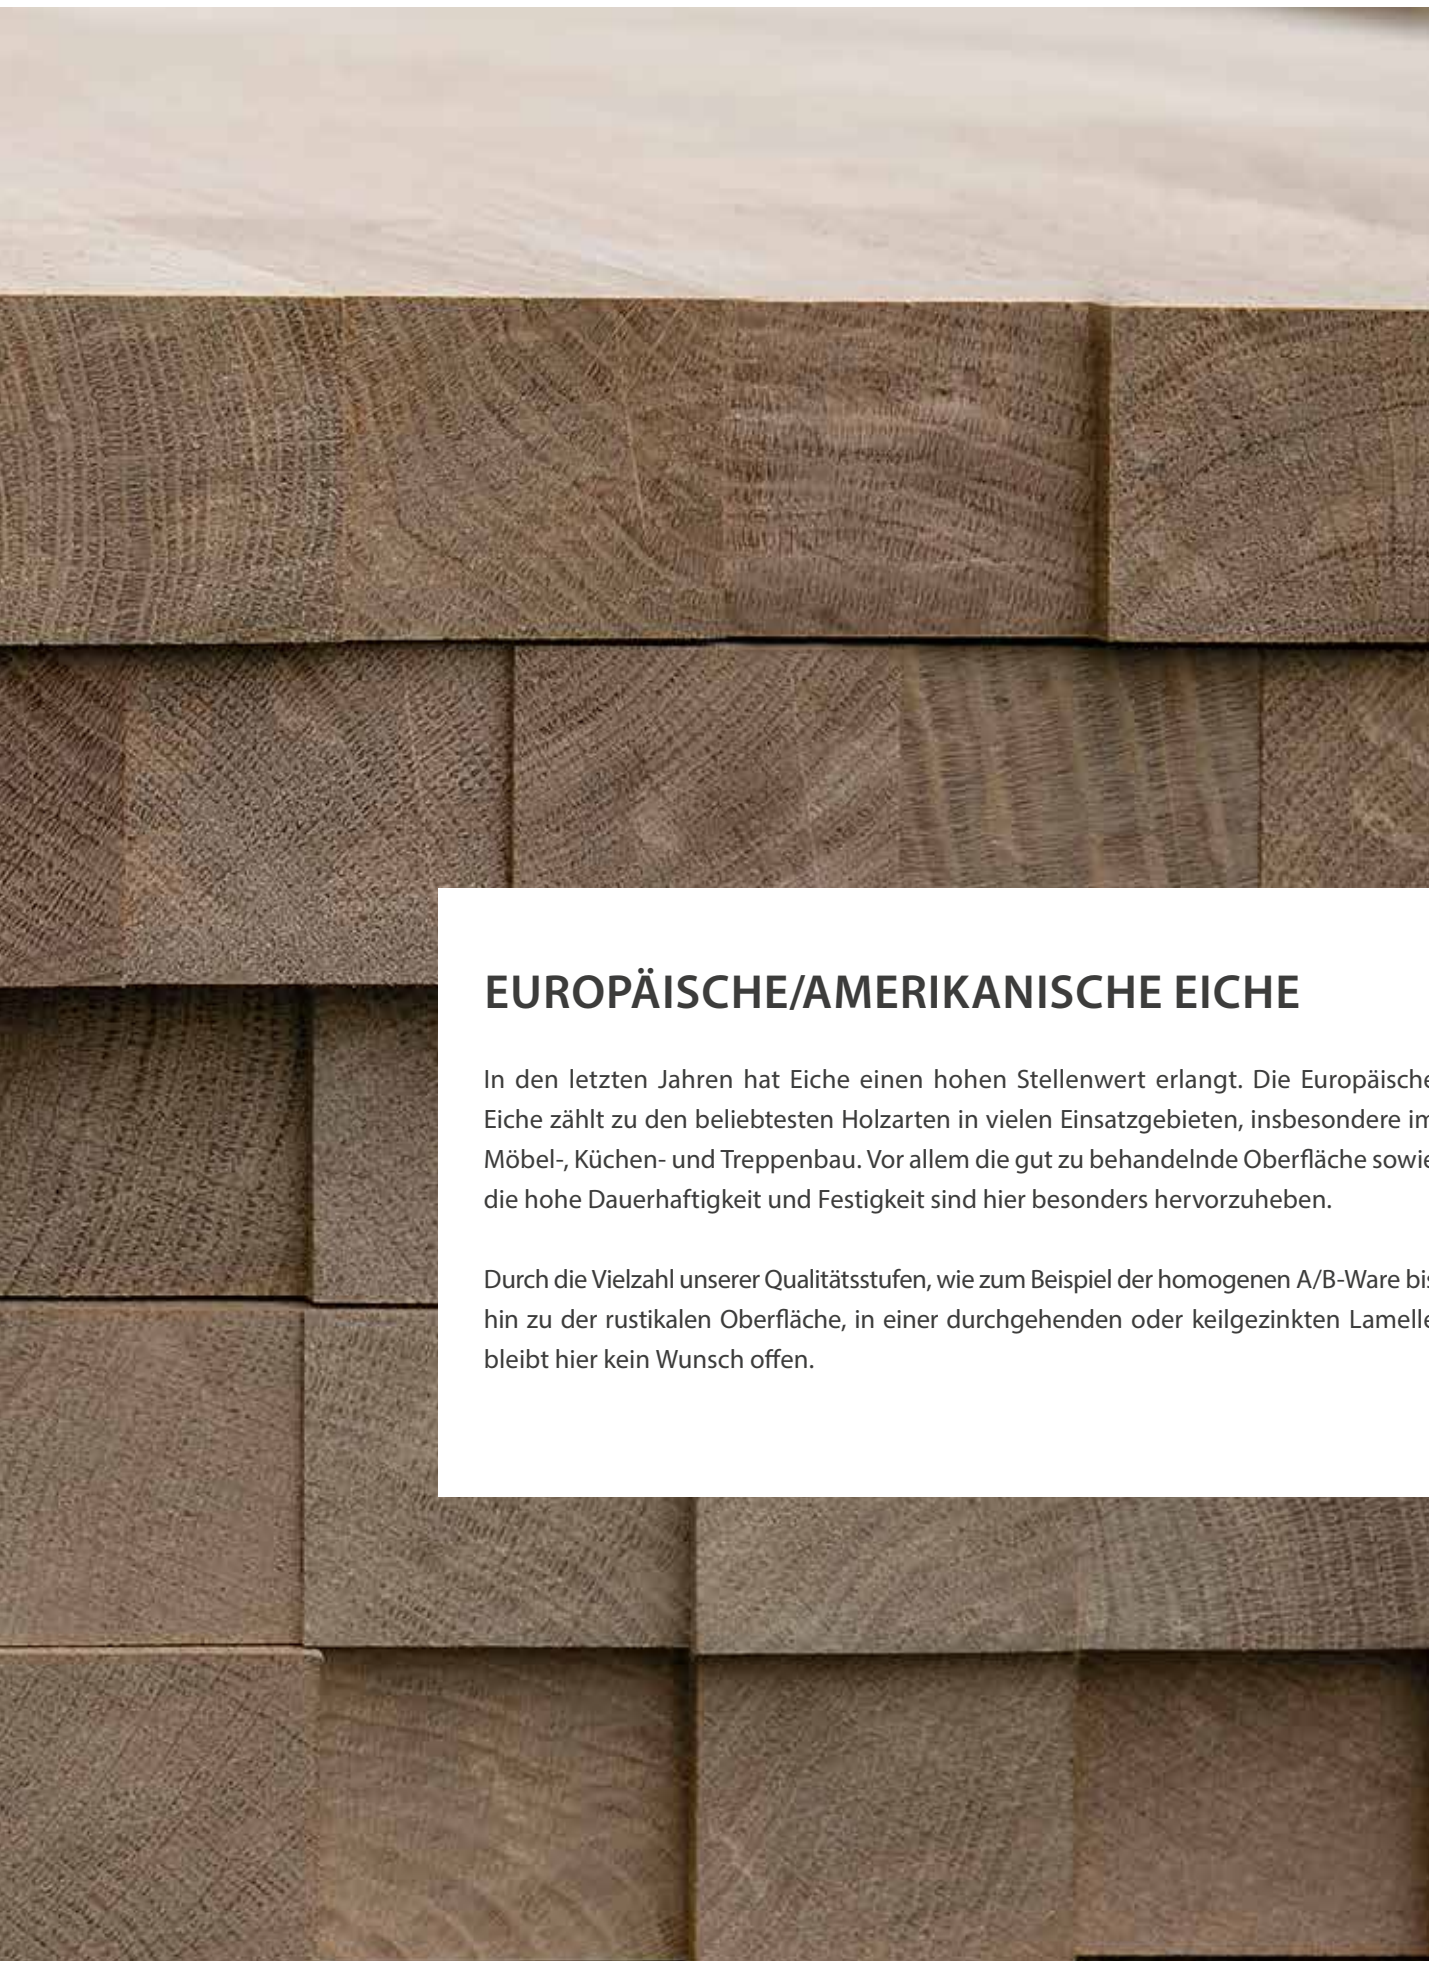 EUROPÄISCHE/AMERIKANISCHE EICHE
In den letzten Jahren hat Eiche einen hohen Stellenwert erlangt. Die Europäische
Eiche zählt zu den beliebtesten Holzarten in vielen Einsatzgebieten, insbesondere im
Möbel-, Küchen- und Treppenbau. Vor allem die gut zu behandelnde Oberfläche sowie
die hohe Dauerhaftigkeit und Festigkeit sind hier besonders hervorzuheben.
Durch die Vielzahl unserer Qualitätsstufen, wie zum Beispiel der homogenen A/B-Ware bis
hin zu der rustikalen Oberfläche, in einer durchgehenden oder keilgezinkten Lamelle
bleibt hier kein Wunsch offen.